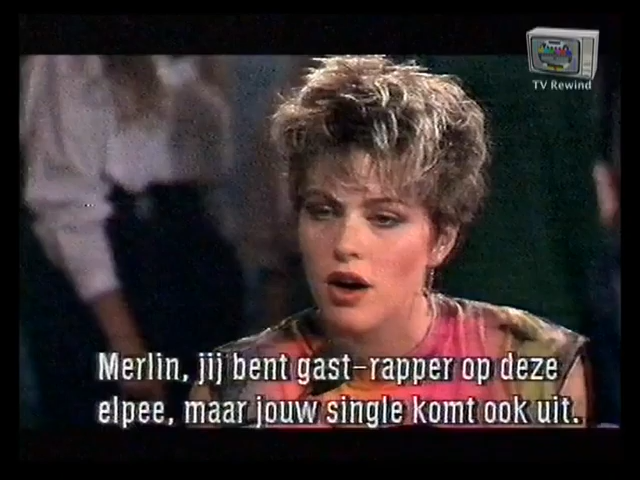 TV Rewind
Merlin, jij bent gast-rapper op deze
elpee, maar jouw single komt ook uit.